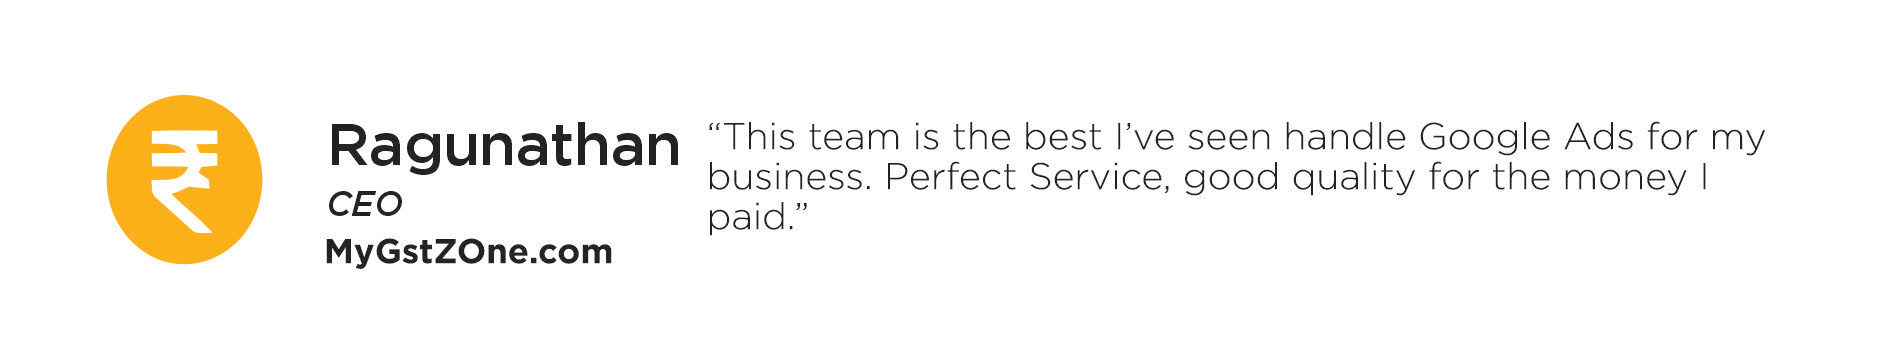 Ragunathan
CEO
MyGstZOne.com
“This team is the best I’ve seen handle Google Ads for my
business. Perfect Service, good quality for the money I
paid.”